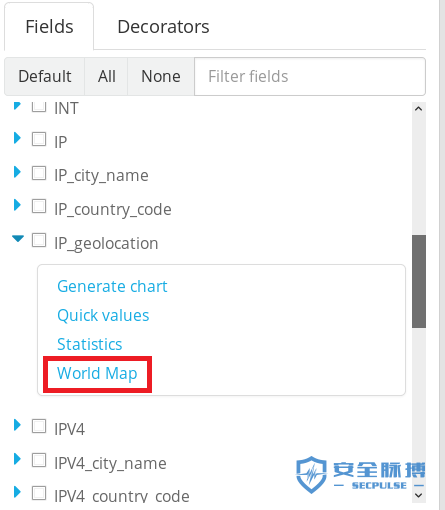 Fields Decorators
Default All None Filter fields
INT
IP
IP_city_name
IP_country_code
IP_geolocation
Generate chart
Quick values
Statistics
World Map
IPV4
IPV4_city_name
IPV4_country_code
安全脉搏
SECPULSE